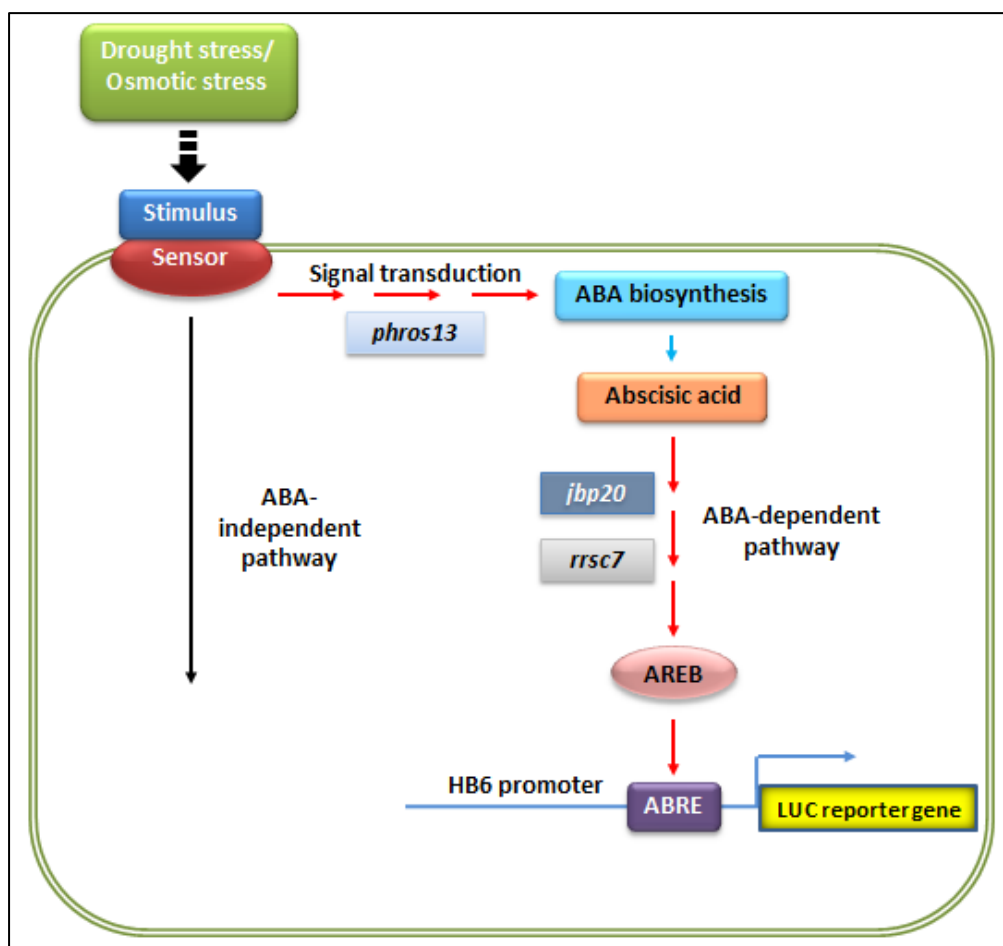 Drought stress/
Osmotic stress
Stimulus
Sensor
Signal transduction
ABA biosynthesis
phros13
Abscisic acid
ABA-
independent
pathway
jbp20
rrsc7
ABA-dependent
pathway
AREB
HB6 promoter
ABRE
LUC reportergene